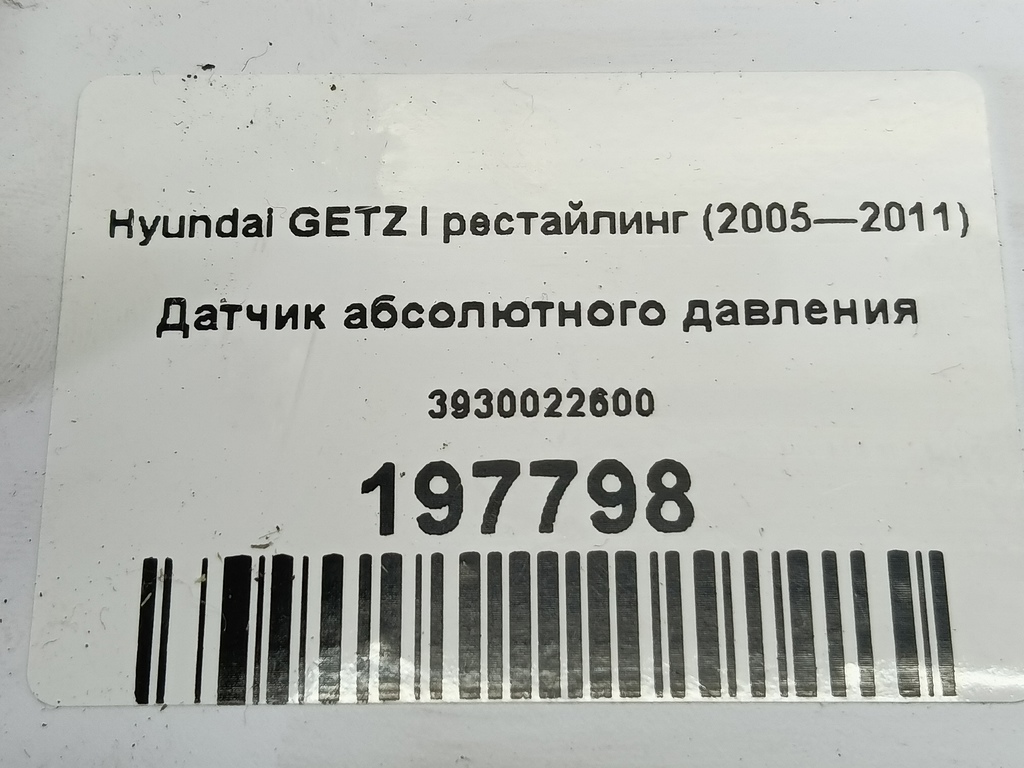 Hyundai GETZ I рестайлинг (2005—2011)
Датчик абсолютного давления
3930022600
197798